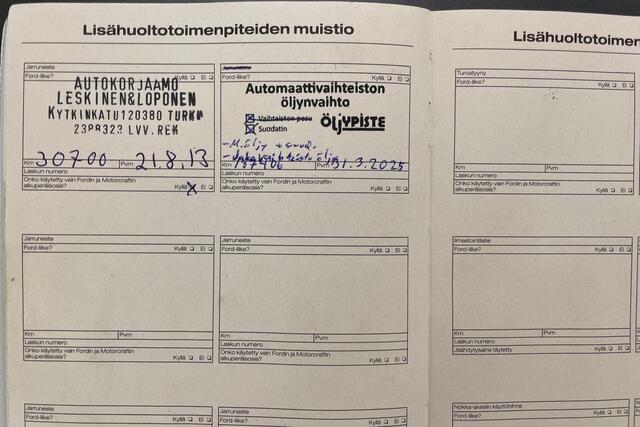 Lisähuoltotoimenpiteiden muistio
Jarruneste
Ford-liike? Kyllä Ei
AUTOKORJAAMO
LESKINEN&LOPONEN
KYTKINKATU120380 TURKU
LVV. REK
Km 30700 Pvm 21.8.13
Laskun numero
Onko käytetty vain Fordin ja Motorcraftin
alkuperäisosia? Kyllä Ei
Jarruneste
Ford-liike? Kyllä Ei
Automaattivaihteiston
öljynvaihto
Vaihteiston pesu
Suodatin
ÖLJYPISTE
Km Pvm 31.3.2025
Laskun numero
Onko käytetty vain Fordin ja Motorcraftin
alkuperäisosia? Kyllä Ei
Jarruneste
Ford-liike? Kyllä Ei
Km Pvm
Laskun numero
Onko käytetty vain Fordin ja Motorcraftin
alkuperäisosia? Kyllä Ei
Jarruneste
Ford-liike? Kyllä Ei
Km Pvm
Laskun numero
Onko käytetty vain Fordin ja Motorcraftin
alkuperäisosia? Kyllä Ei
Jarruneste
Ford-liike? Kyllä Ei
Jarruneste
Ford-liike? Kyllä Ei
Lisähuoltotoimen
Turvatyyny
Ford-liike? Kyllä Ei
Km Pvm
Laskun numero
Onko käytetty vain Fordin ja Motorcraftin
alkuperäisosia? Kyllä Ei
Ilmastointilaite
Ford-liike? Kyllä Ei
Km Pvm
Laskun numero
Jäähdytysaine täytetty Kyllä Ei
Nokka-akselin käyttöhihna
Ford-liike? Kyllä Ei